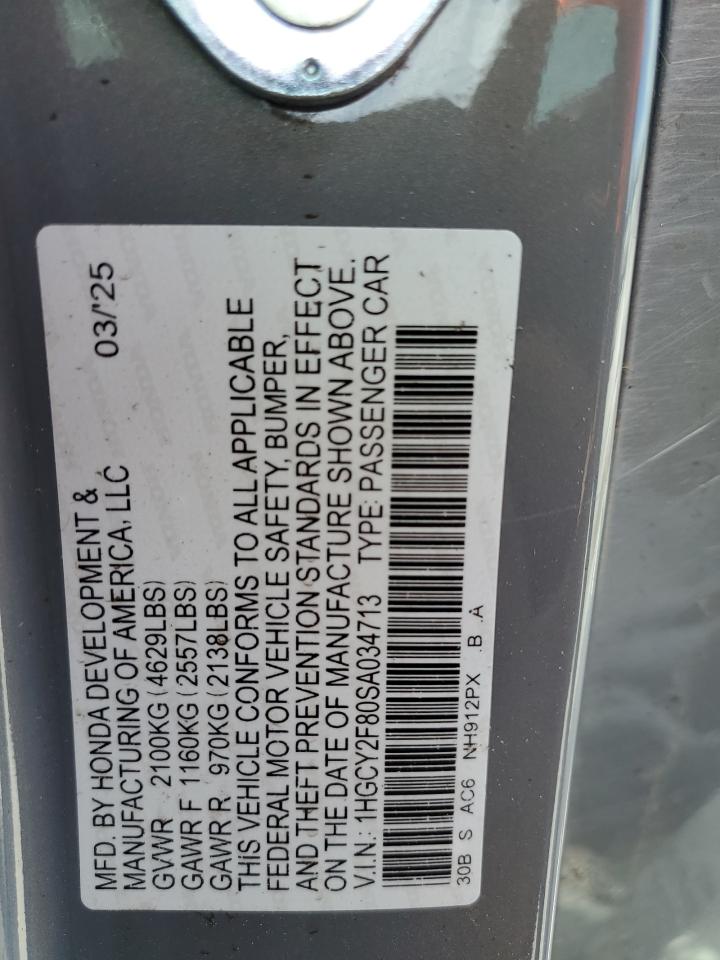 MFD. BY HONDA DEVELOPMENT &
MANUFACTURING OF AMERICA, LLC 03/'25
GVWR 2100KG (4629LBS)
GAWR F 1160KG (2557LBS)
GAWR R 970KG (2138LBS)
THIS VEHICLE CONFORMS TO ALL APPLICABLE
FEDERAL MOTOR VEHICLE SAFETY, BUMPER,
AND THEFT PREVENTION STANDARDS IN EFFECT
ON THE DATE OF MANUFACTURE SHOWN ABOVE.
V.I.N.: 1HGCY2F80SA034713 TYPE: PASSENGER CAR
30B S AC6 NH912PX B A